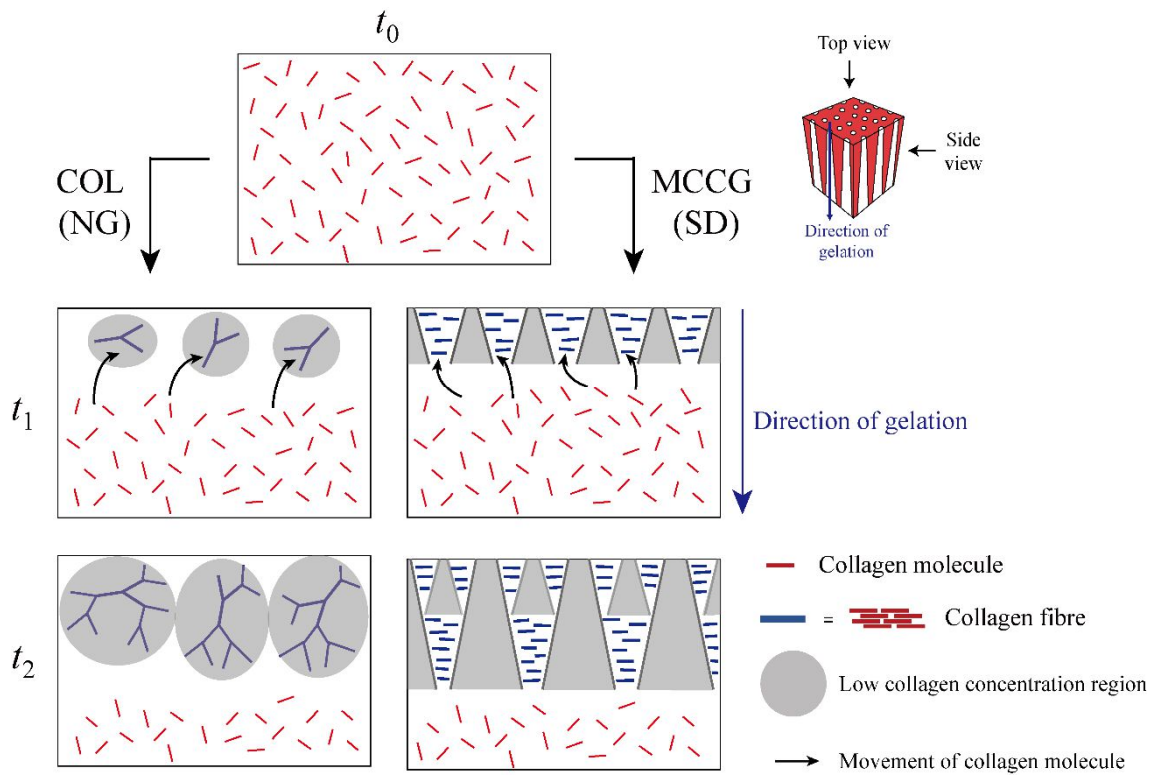 t0
Top view
Side
view
Direction of
gelation
COL
(NG)
MCCG
(SD)
t1
Direction of gelation
t2
Collagen molecule
= Collagen fibre
Low collagen concentration region
Movement of collagen molecule